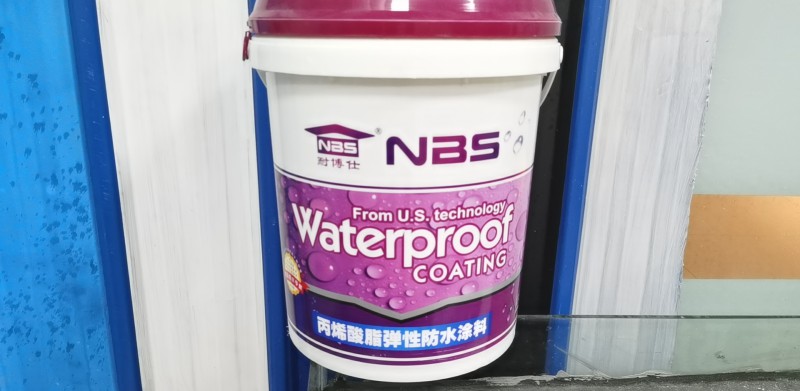 NBS
®
耐博仕
NBS
From U.S. technology
Waterproof
COATING
丙烯酸脂弹性防水涂料